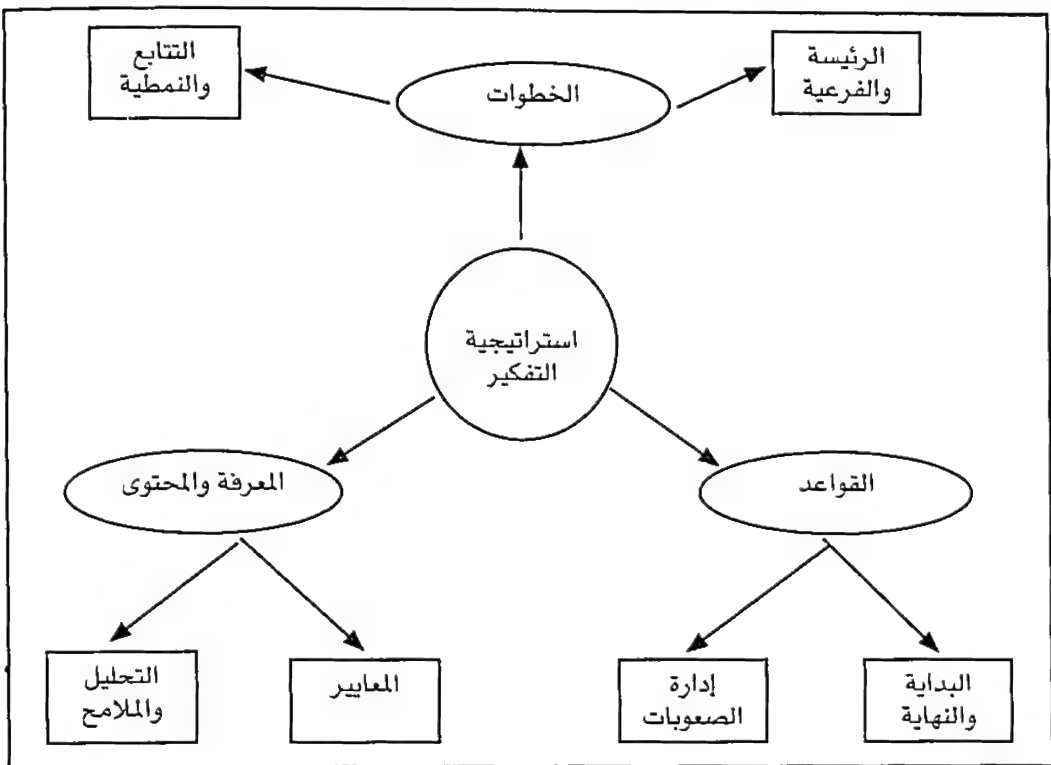 الرئيسة
والفرعية
الخطوات
التتابع
والنمطية
استراتيجية
التفكير
القواعد
المعرفة والمحتوى
البداية
والنهاية
إدارة
الصعوبات
المعايير
التحليل
والملامح